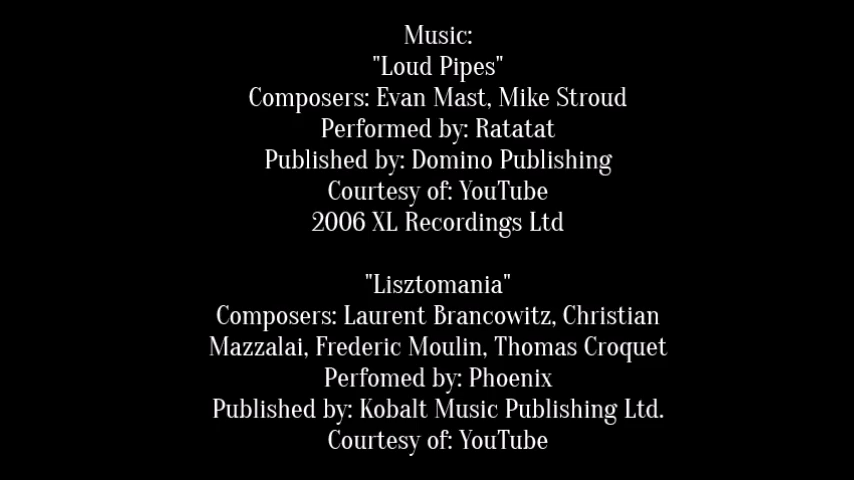 Music:
"Loud Pipes"
Composers: Evan Mast, Mike Stroud
Performed by: Ratatat
Published by: Domino Publishing
Courtesy of: YouTube
2006 XL Recordings Ltd
"Lisztomania"
Composers: Laurent Brancowitz, Christian
Mazzalai, Frederic Moulin, Thomas Croquet
Perfomed by: Phoenix
Published by: Kobalt Music Publishing Ltd.
Courtesy of: YouTube